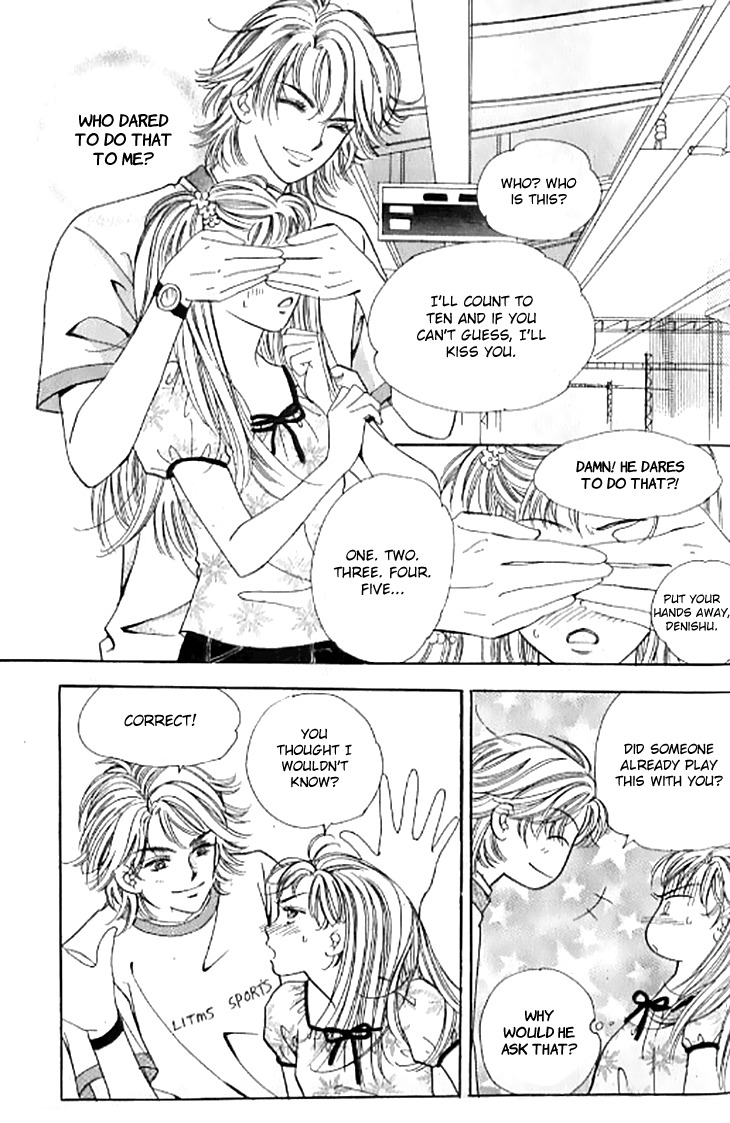 WHO DARED
TO DO THAT
TO ME?
WHO? WHO
IS THIS?
I'LL COUNT TO
TEN AND IF YOU
CAN'T GUESS, I'LL
KISS YOU.
DAMN! HE DARES
TO DO THAT?!
ONE. TWO.
THREE. FOUR.
FIVE...
PUT YOUR
HANDS AWAY,
DENISHU.
CORRECT!
YOU
THOUGHT I
WOULDN'T
KNOW?
LITMS SPORTS
DID SOMEONE
ALREADY PLAY
THIS WITH YOU?
WHY
WOULD HE
ASK THAT?